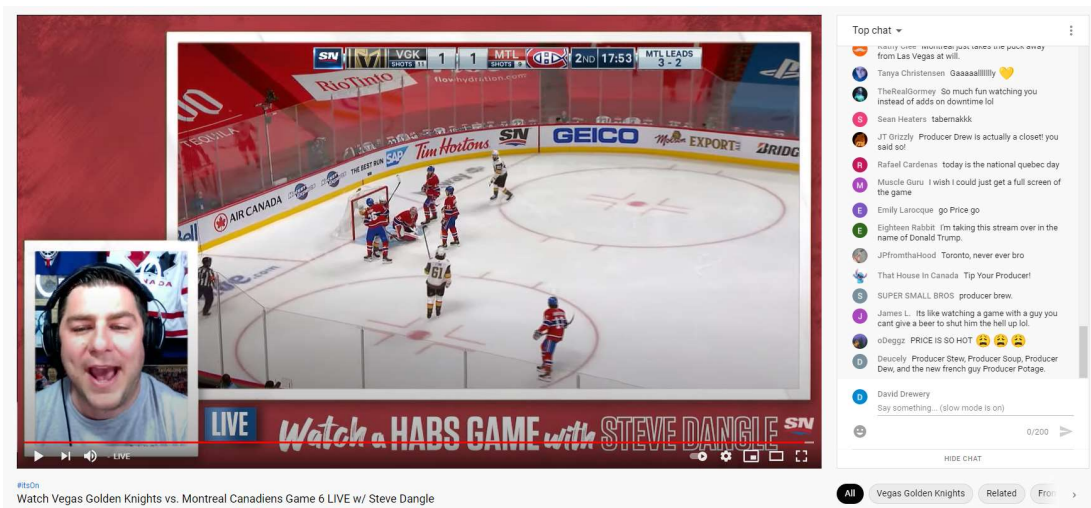 SN VGK SHOTS 11 1 1 MTL SHOTS 9 2ND 17:53 MTL LEADS 3 - 2
RioTinto
flowhydration.com
TEQUILA
AIR CANADA
THE BEST RUN SAP
Tim Hortons
SN
GEICO
Molson EXPORT
BRIDG
Bell
61
LIVE
Watch a HABS GAME with STEVE DANGLE SN
LIVE
#itsOn
Watch Vegas Golden Knights vs. Montreal Canadiens Game 6 LIVE w/ Steve Dangle
Top chat
Kathy Clee Montreal just takes the puck away
from Las Vegas at will.
Tanya Christensen Gaaaallllllly 💛
TheRealGormey So much fun watching you
instead of adds on downtime lol
S Sean Heaters tabernakkk
JT Grizzly Producer Drew is actually a closet! you
said so!
R Rafael Cardenas today is the national quebec day
M Muscle Guru I wish I could just get a full screen of
the game
E Emily Larocque go Price go
E Eighteen Rabbit I'm taking this stream over in the
name of Donald Trump.
JPfromthaHood Toronto, never ever bro
That House In Canada Tip Your Producer!
S SUPER SMALL BROS producer brew.
J James L. Its like watching a game with a guy you
cant give a beer to shut him the hell up lol.
oDeggz PRICE IS SO HOT 😩 😩 😩
D Deucely Producer Stew, Producer Soup, Producer
Dew, and the new french guy Producer Potage.
D David Drewery
Say something... (slow mode is on)
0/200
HIDE CHAT
All Vegas Golden Knights Related Fron